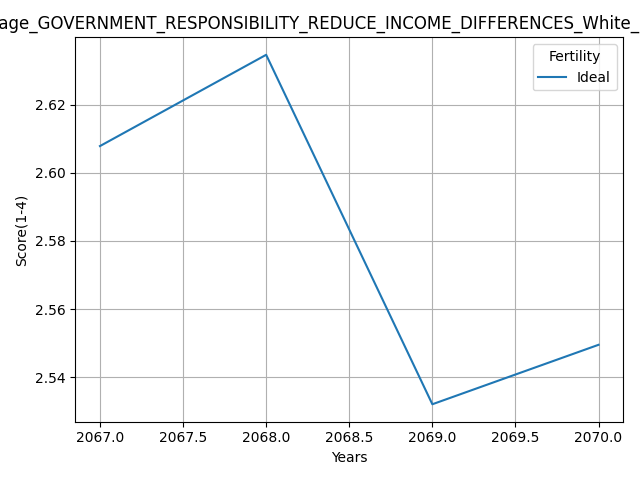 age_GOVERNMENT_RESPONSIBILITY_REDUCE_INCOME_DIFFERENCES_White_
Fertility
Ideal
2.62
2.60
2.58
2.56
2.54
Score(1-4)
2067.0 2067.5 2068.0 2068.5 2069.0 2069.5 2070.0
Years